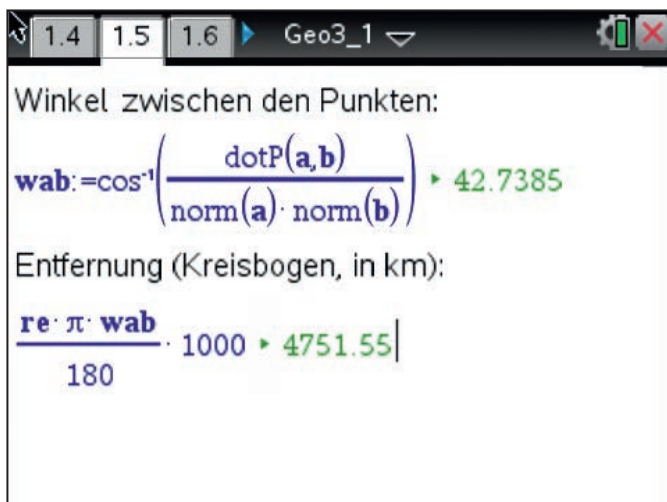 1.4 1.5 1.6 Geo3_1
Winkel zwischen den Punkten:
wab:=cos⁻¹(dotP(a,b)/(norm(a)·norm(b))) ▸ 42.7385
Entfernung (Kreisbogen, in km):
re·π·wab/180·1000 ▸ 4751.55